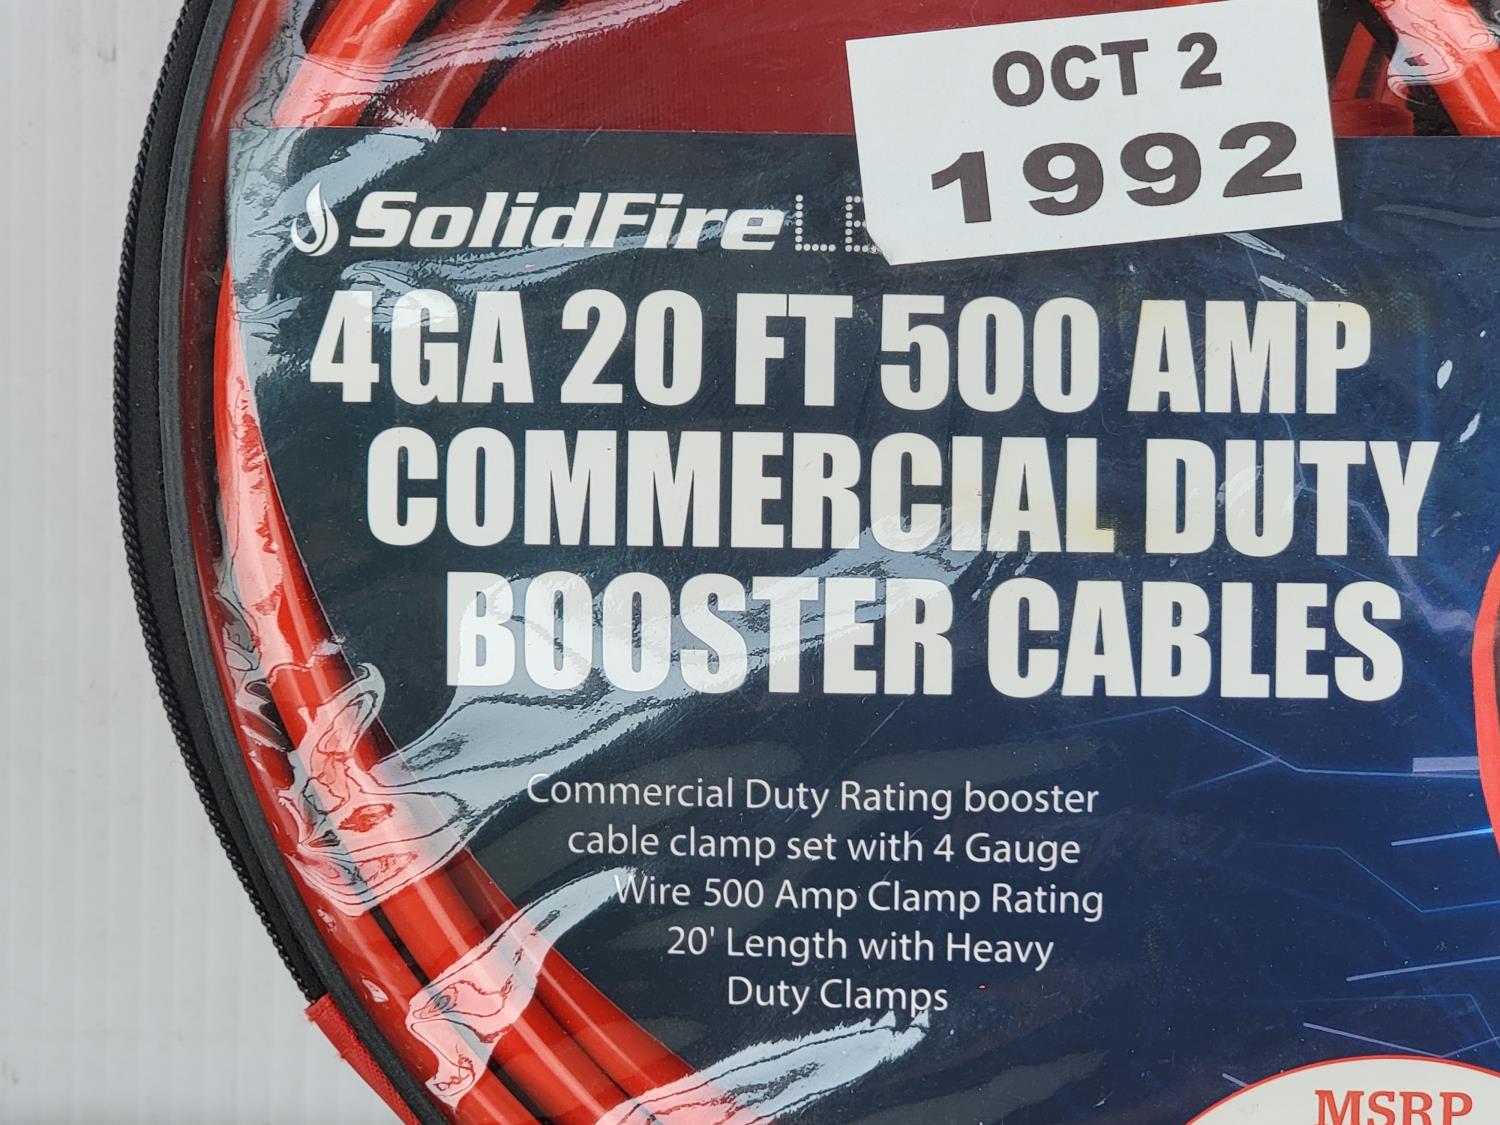 OCT 2
1992
SolidFire
4GA 20 FT 500 AMP
COMMERCIAL DUTY
BOOSTER CABLES
Commercial Duty Rating booster
cable clamp set with 4 Gauge
Wire 500 Amp Clamp Rating
20' Length with Heavy
Duty Clamps
MSRP